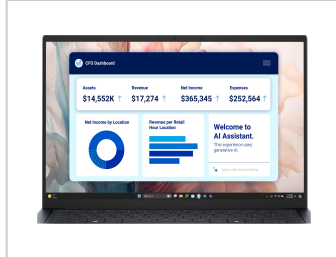 CFO Dashboard
Assets
Revenue
Net Income
Expenses
$14,552K ↑
$17,274 ↑
$365,345 ↑
$252,564 ↑
Net Income by Location
Revenue per Retail
Hour Location
Welcome to
AI Assistant.
This experience uses
generative AI.